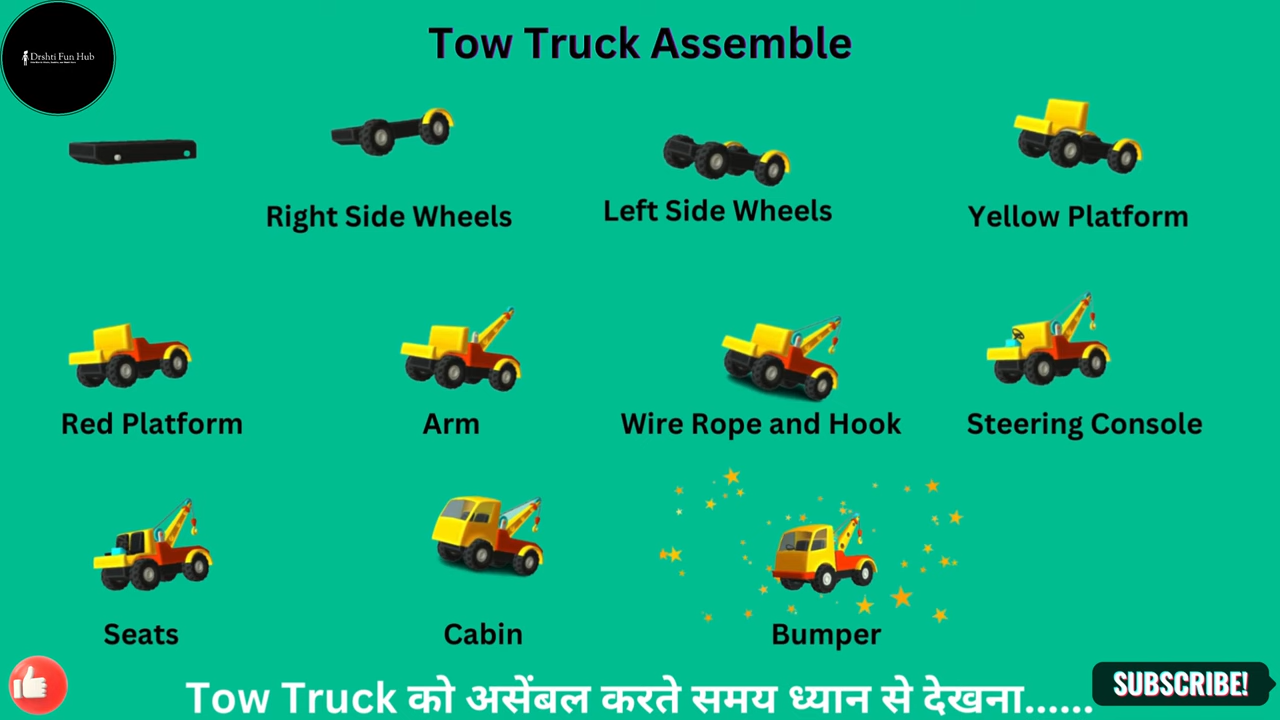 Drshti Fun Hub
Tow Truck Assemble
Right Side Wheels
Left Side Wheels
Yellow Platform
Red Platform
Arm
Wire Rope and Hook
Steering Console
Seats
Cabin
Bumper
Tow Truck को असेंबल करते समय ध्यान से देखना......
SUBSCRIBE!